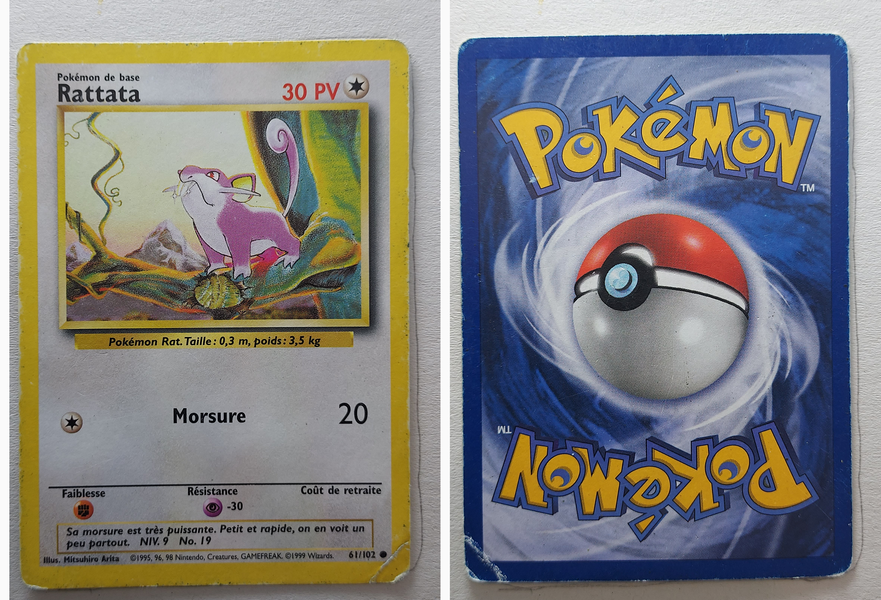 Pokémon de base
Rattata
30 PV
Pokémon Rat. Taille : 0,3 m, poids : 3,5 kg
Morsure 20
Faiblesse Résistance Coût de retraite
-30
Sa morsure est très puissante. Petit et rapide, on en voit un
peu partout. NIV. 9 No. 19
Illus. Mitsuhiro Arita ©1995, 96, 98 Nintendo, Creatures, GAMEFREAK. ©1999 Wizards. 61/102
POKéMON
TM
POKéMON
TM